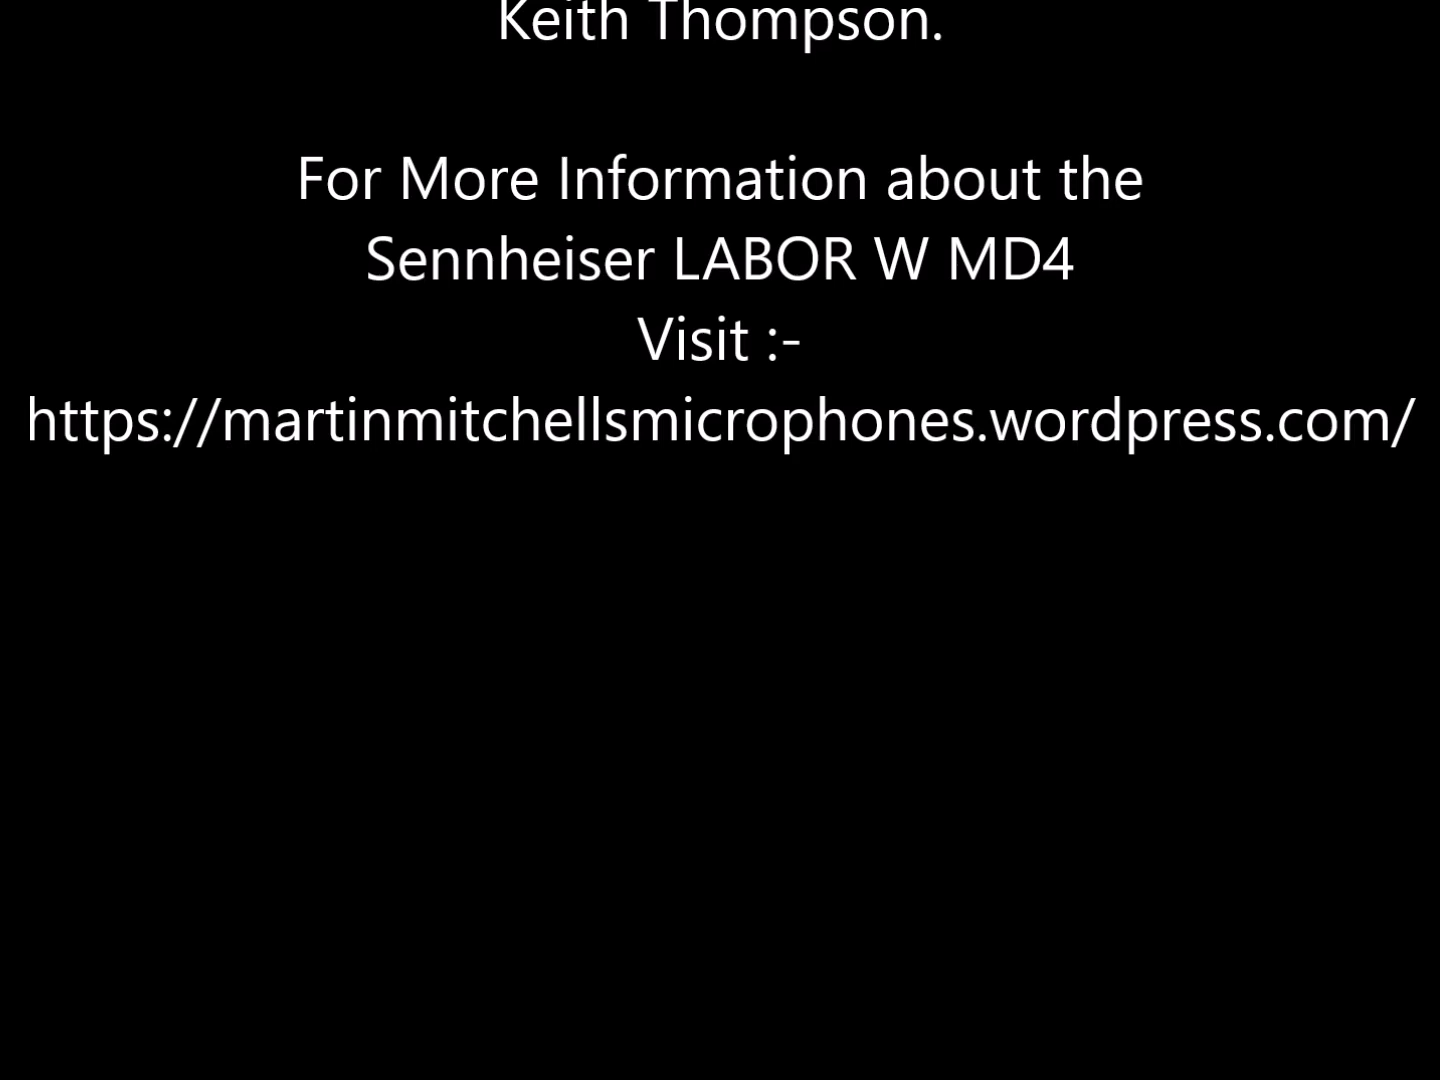 Keith Thompson.
For More Information about the
Sennheiser LABOR W MD4
Visit :-
https://martinmitchellsmicrophones.wordpress.com/